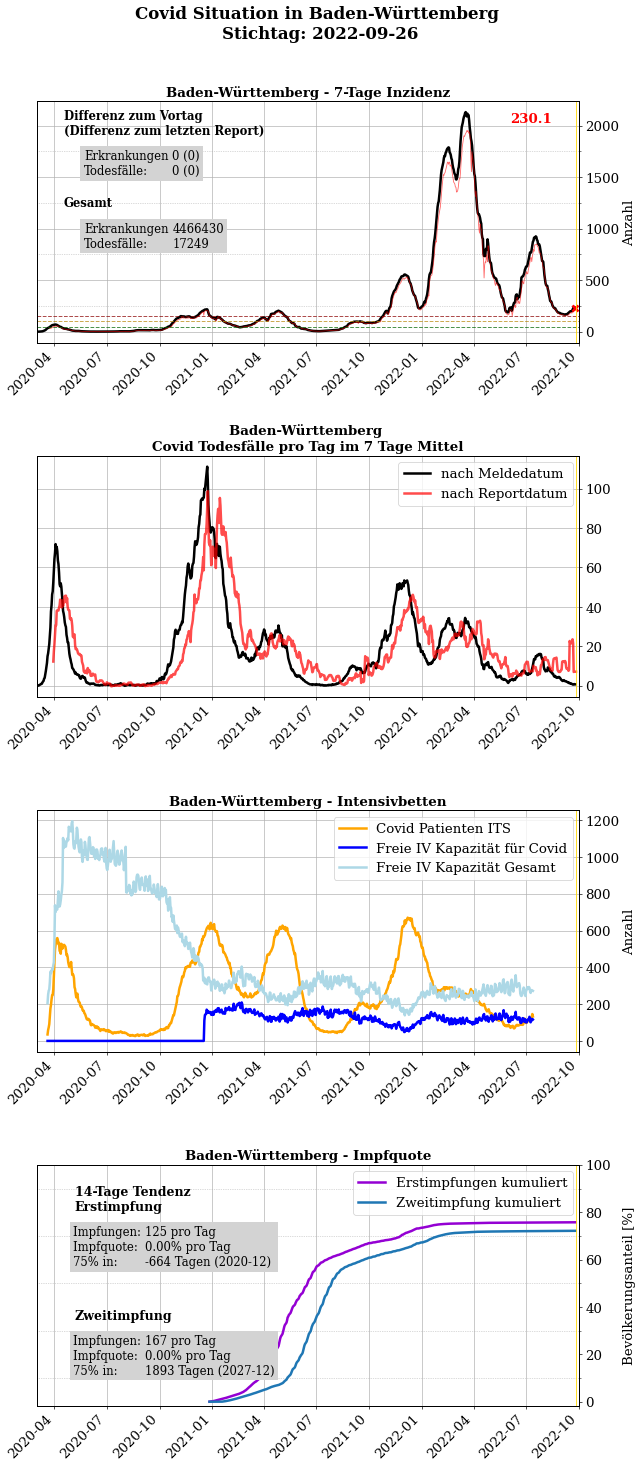 Covid Situation in Baden-Württemberg
Stichtag: 2022-09-26
Baden-Württemberg - 7-Tage Inzidenz
Differenz zum Vortag
(Differenz zum letzten Report)
Erkrankungen 0 (0)
Todesfälle: 0 (0)
Gesamt
Erkrankungen 4466430
Todesfälle: 17249
230.1
2000
1500
1000
500
0
Anzahl
2020-04
2020-07
2020-10
2021-01
2021-04
2021-07
2021-10
2022-01
2022-04
2022-07
2022-10
Baden-Württemberg
Covid Todesfälle pro Tag im 7 Tage Mittel
nach Meldedatum
nach Reportdatum
100
80
60
40
20
0
2020-04
2020-07
2020-10
2021-01
2021-04
2021-07
2021-10
2022-01
2022-04
2022-07
2022-10
Baden-Württemberg - Intensivbetten
Covid Patienten ITS
Freie IV Kapazität für Covid
Freie IV Kapazität Gesamt
1200
1000
800
600
400
200
0
Anzahl
2020-04
2020-07
2020-10
2021-01
2021-04
2021-07
2021-10
2022-01
2022-04
2022-07
2022-10
Baden-Württemberg - Impfquote
14-Tage Tendenz
Erstimpfung
Impfungen: 125 pro Tag
Impfquote: 0.00% pro Tag
75% in: -664 Tagen (2020-12)
Zweitimpfung
Impfungen: 167 pro Tag
Impfquote: 0.00% pro Tag
75% in: 1893 Tagen (2027-12)
Erstimpfungen kumuliert
Zweitimpfung kumuliert
100
80
60
40
20
0
Bevölkerungsanteil [%]
2020-04
2020-07
2020-10
2021-01
2021-04
2021-07
2021-10
2022-01
2022-04
2022-07
2022-10